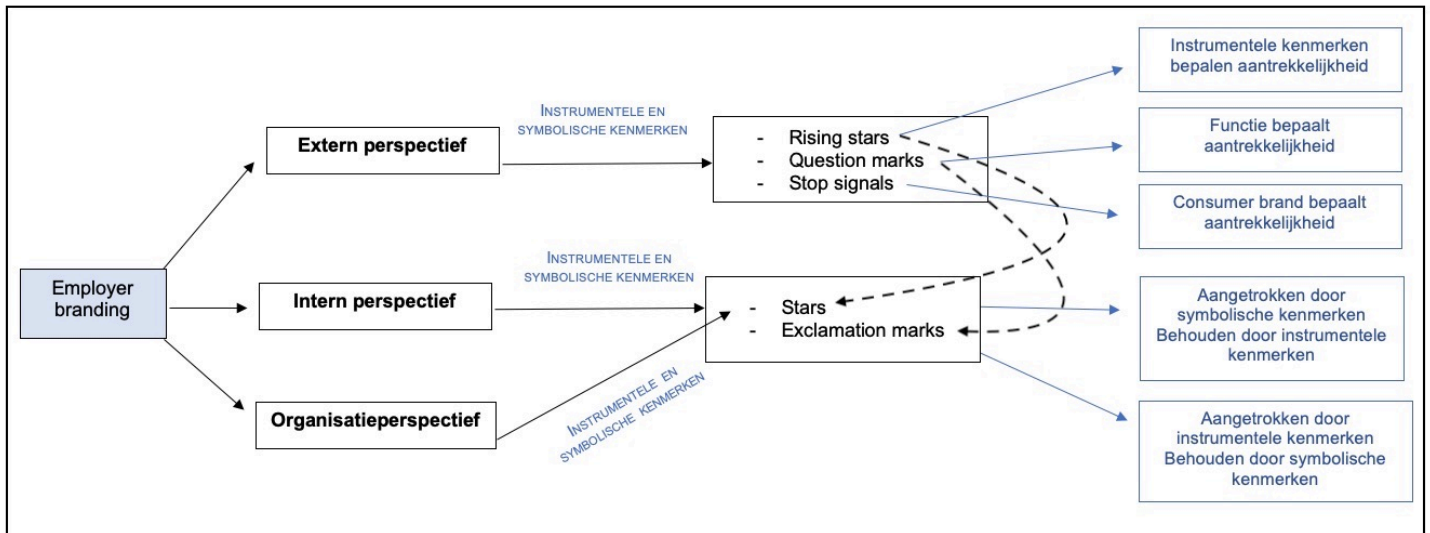 Employer
branding
Extern perspectief
Intern perspectief
Organisatieperspectief
INSTRUMENTELE EN
SYMBOLISCHE KENMERKEN
INSTRUMENTELE EN
SYMBOLISCHE KENMERKEN
INSTRUMENTELE EN
SYMBOLISCHE KENMERKEN
- Rising stars
- Question marks
- Stop signals
- Stars
- Exclamation marks
Instrumentele kenmerken
bepalen aantrekkelijkheid
Functie bepaalt
aantrekkelijkheid
Consumer brand bepaalt
aantrekkelijkheid
Aangetrokken door
symbolische kenmerken
Behouden door instrumentele
kenmerken
Aangetrokken door
instrumentele kenmerken
Behouden door symbolische
kenmerken